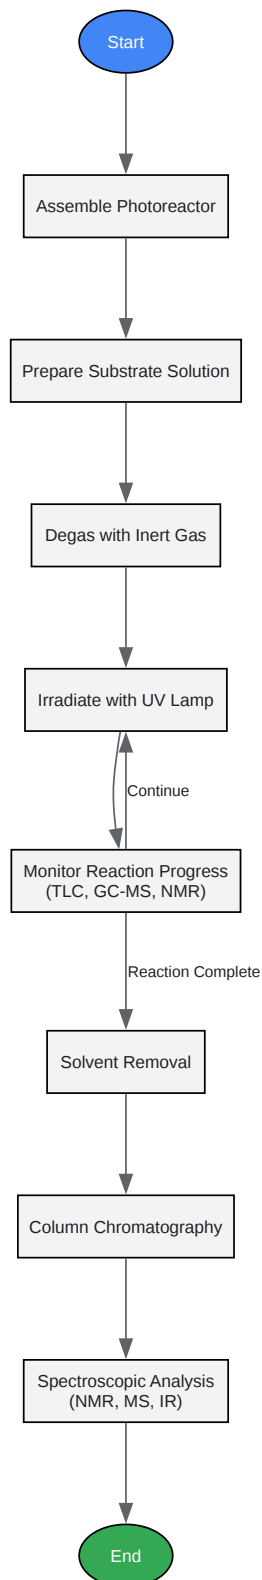 Start
Assemble Photoreactor
Prepare Substrate Solution
Degas with Inert Gas
Irradiate with UV Lamp
Continue
Monitor Reaction Progress
(TLC, GC-MS, NMR)
Reaction Complete
Solvent Removal
Column Chromatography
Spectroscopic Analysis
(NMR, MS, IR)
End